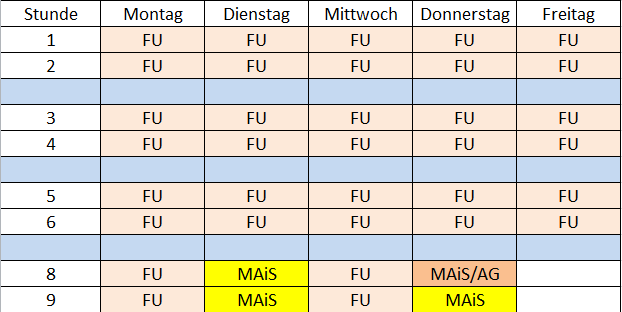 Stunde Montag Dienstag Mittwoch Donnerstag Freitag
1 FU FU FU FU FU
2 FU FU FU FU FU
3 FU FU FU FU FU
4 FU FU FU FU FU
5 FU FU FU FU FU
6 FU FU FU FU FU
8 FU MAiS FU MAiS/AG
9 FU MAiS FU MAiS